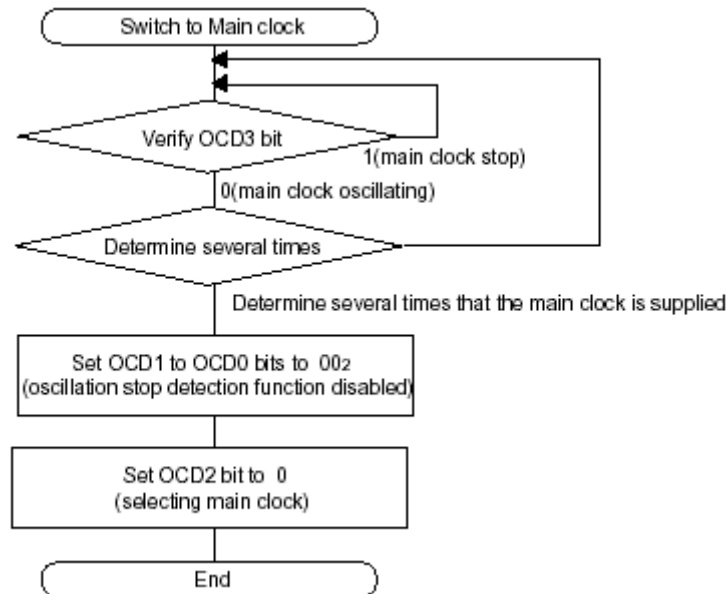 Switch to Main clock
Verify OCD3 bit
1(main clock stop)
0(main clock oscillating)
Determine several times
Determine several times that the main clock is supplied
Set OCD1 to OCD0 bits to 002
(oscillation stop detection function disabled)
Set OCD2 bit to 0
(selecting main clock)
End